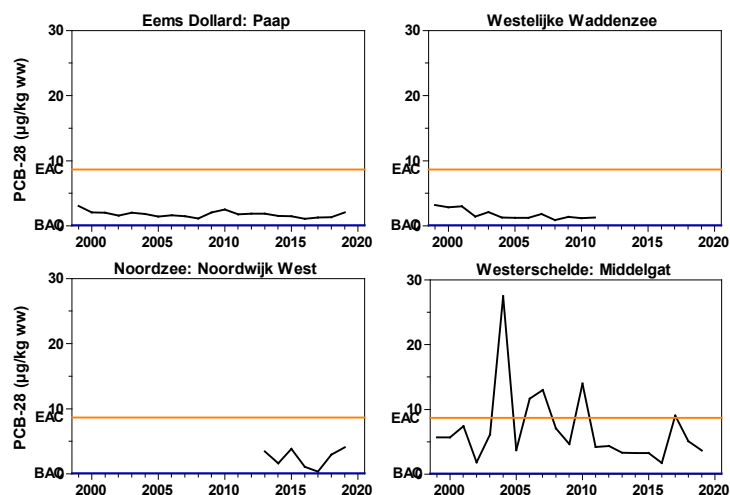 Eems Dollard: Paap
Westelijke Waddenzee
PCB-28 (µg/kg ww)
30
20
10
EAC
BAC
0
2000 2005 2010 2015 2020
30
20
10
EAC
BAC
0
2000 2005 2010 2015 2020
Noordzee: Noordwijk West
Westerschelde: Middelgat
PCB-28 (µg/kg ww)
30
20
10
EAC
BAC
0
2000 2005 2010 2015 2020
30
20
10
EAC
BAC
0
2000 2005 2010 2015 2020